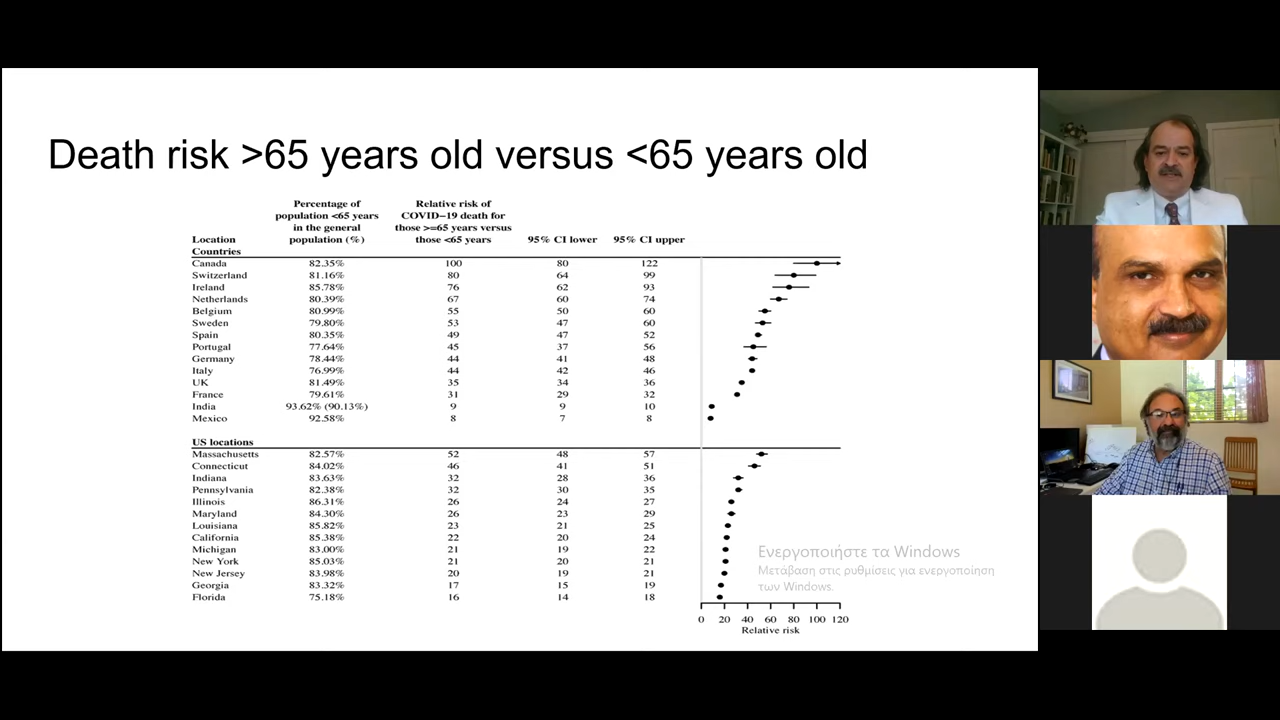 Death risk >65 years old versus <65 years old
Percentage of population <65 years in the general population (%)
Relative risk of COVID−19 death for those >=65 years versus those <65 years
Location 95% CI lower 95% CI upper
Countries
Canada 82.35% 100 80 122
Switzerland 81.16% 80 64 99
Ireland 85.78% 76 62 93
Netherlands 80.39% 67 60 74
Belgium 80.99% 55 50 60
Sweden 79.80% 53 47 60
Spain 80.35% 49 47 52
Portugal 77.64% 45 37 56
Germany 78.44% 44 41 48
Italy 76.99% 44 42 46
UK 81.49% 35 34 36
France 79.61% 31 29 32
India 93.62% (90.13%) 9 9 10
Mexico 92.58% 8 7 8
US locations
Massachusetts 82.57% 52 48 57
Connecticut 84.02% 46 41 51
Indiana 83.63% 32 28 36
Pennsylvania 82.38% 32 30 35
Illinois 86.31% 26 24 27
Maryland 84.30% 26 23 29
Louisiana 85.82% 23 21 25
California 85.38% 22 20 24
Michigan 83.00% 21 19 22
New York 85.03% 21 20 21
New Jersey 83.98% 20 19 21
Georgia 83.32% 17 15 19
Florida 75.18% 16 14 18
0 20 40 60 80 100 120
Relative risk
Ενεργοποιήστε τα Windows
Μετάβαση στις ρυθμίσεις για ενεργοποίηση
των Windows.